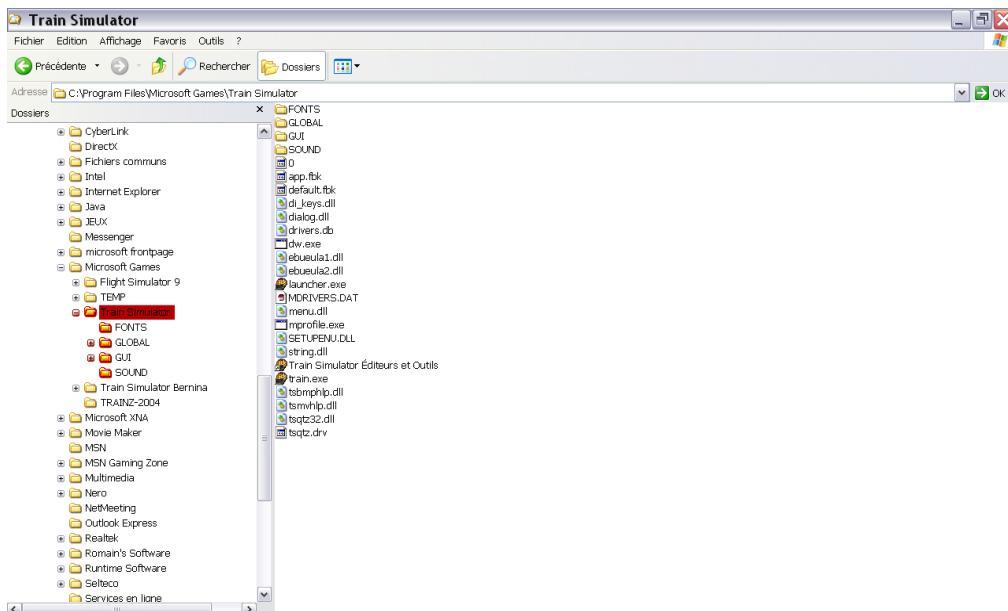 Train Simulator
Fichier Edition Affichage Favoris Outils ?
Précédente Rechercher Dossiers
Adresse C:\Program Files\Microsoft Games\Train Simulator OK
Dossiers
CyberLink
DirectX
Fichiers communs
Intel
Internet Explorer
Java
JEUX
Messenger
microsoft frontpage
Microsoft Games
Flight Simulator 9
TEMP
Train Simulator
FONTS
GLOBAL
GUI
SOUND
Train Simulator Bernina
TRAINZ-2004
Microsoft XNA
Movie Maker
MSN
MSN Gaming Zone
Multimedia
Nero
NetMeeting
Outlook Express
Realtek
Romain's Software
Runtime Software
Selteco
Services en ligne
FONTS
GLOBAL
GUI
SOUND
0
app.fbk
default.fbk
di_keys.dll
dialog.dll
drivers.db
dw.exe
ebueula1.dll
ebueula2.dll
launcher.exe
MDRIVERS.DAT
menu.dll
mprofile.exe
SETUPENU.DLL
string.dll
Train Simulator Éditeurs et Outils
train.exe
tsbmphlp.dll
tsmvhlp.dll
tsqtz32.dll
tsqtz.drv